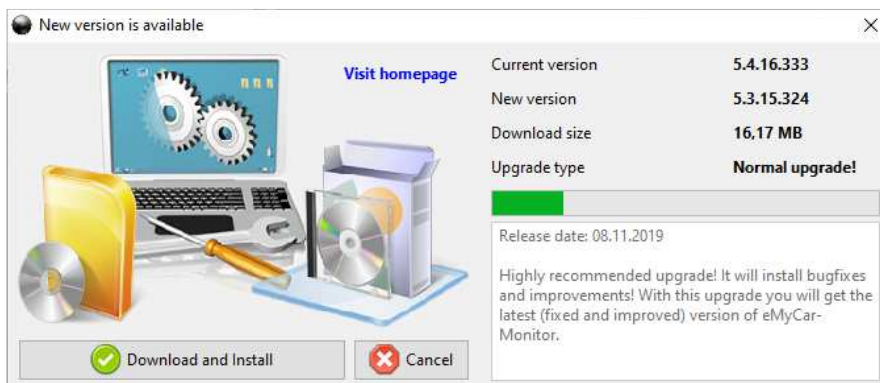 New version is available
Visit homepage
Current version 5.4.16.333
New version 5.3.15.324
Download size 16,17 MB
Upgrade type Normal upgrade!
Release date: 08.11.2019
Highly recommended upgrade! It will install bugfixes
and improvements! With this upgrade you will get the
latest (fixed and improved) version of eMyCar-
Monitor.
Download and Install
Cancel